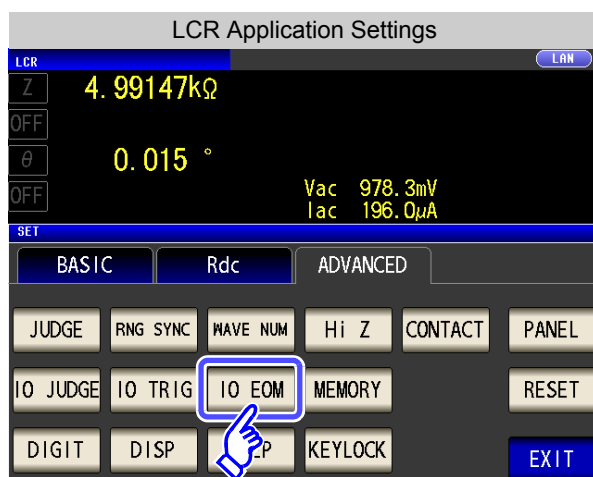 LCR Application Settings
LCR LAN
Z 4.99147kΩ
OFF
θ 0.015 °
OFF Vac 978.3mV
Iac 196.0μA
SET
BASIC Rdc ADVANCED
JUDGE RNG SYNC WAVE NUM Hi Z CONTACT PANEL
IO JUDGE IO TRIG IO EOM MEMORY RESET
DIGIT DISP KEYLOCK EXIT